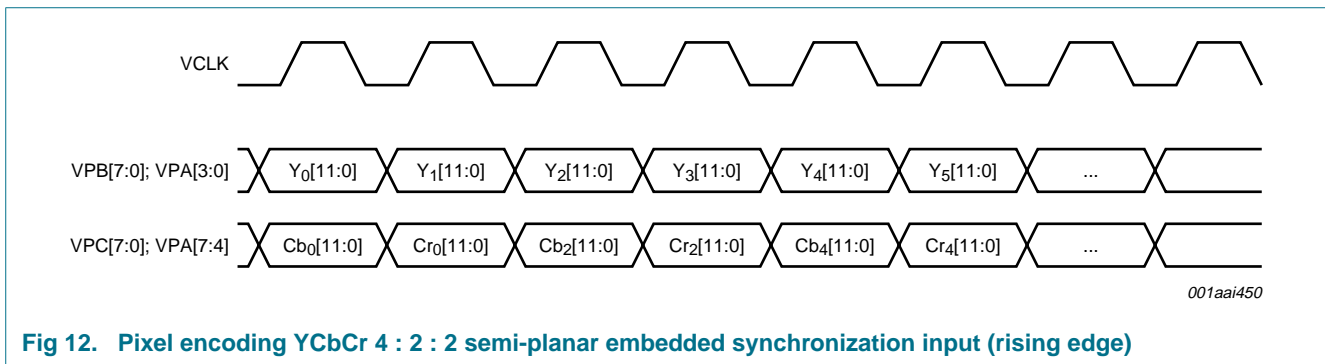 VCLK
VPB[7:0]; VPA[3:0] Y0[11:0] Y1[11:0] Y2[11:0] Y3[11:0] Y4[11:0] Y5[11:0] ...
VPC[7:0]; VPA[7:4] Cb0[11:0] Cr0[11:0] Cb2[11:0] Cr2[11:0] Cb4[11:0] Cr4[11:0] ...
001aai450
Fig 12. Pixel encoding YCbCr 4 : 2 : 2 semi-planar embedded synchronization input (rising edge)